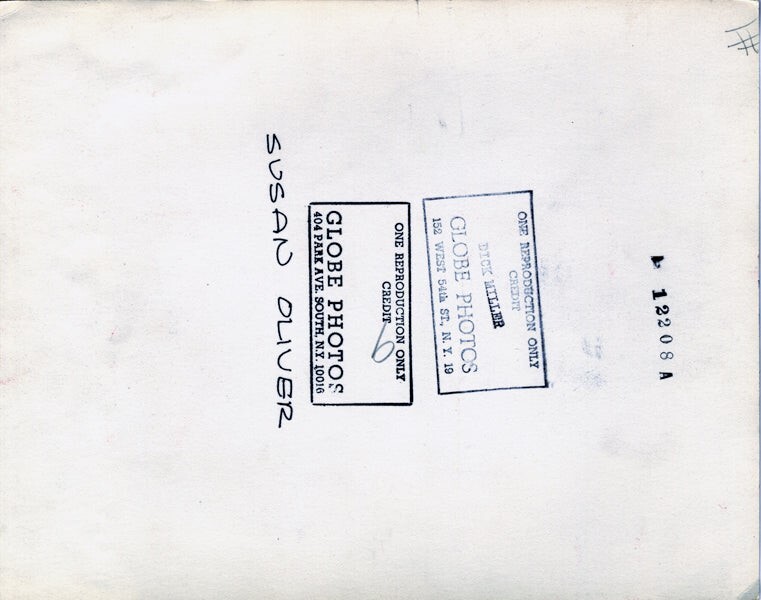 12208 A
ONE REPRODUCTION ONLY
CREDIT
DICK MILLER
GLOBE PHOTOS
152 WEST 54th ST., N. Y. 19
ONE REPRODUCTION ONLY
CREDIT
GLOBE PHOTOS
404 PARK AVE. SOUTH, N.Y. 10016
SUSAN OLIVER